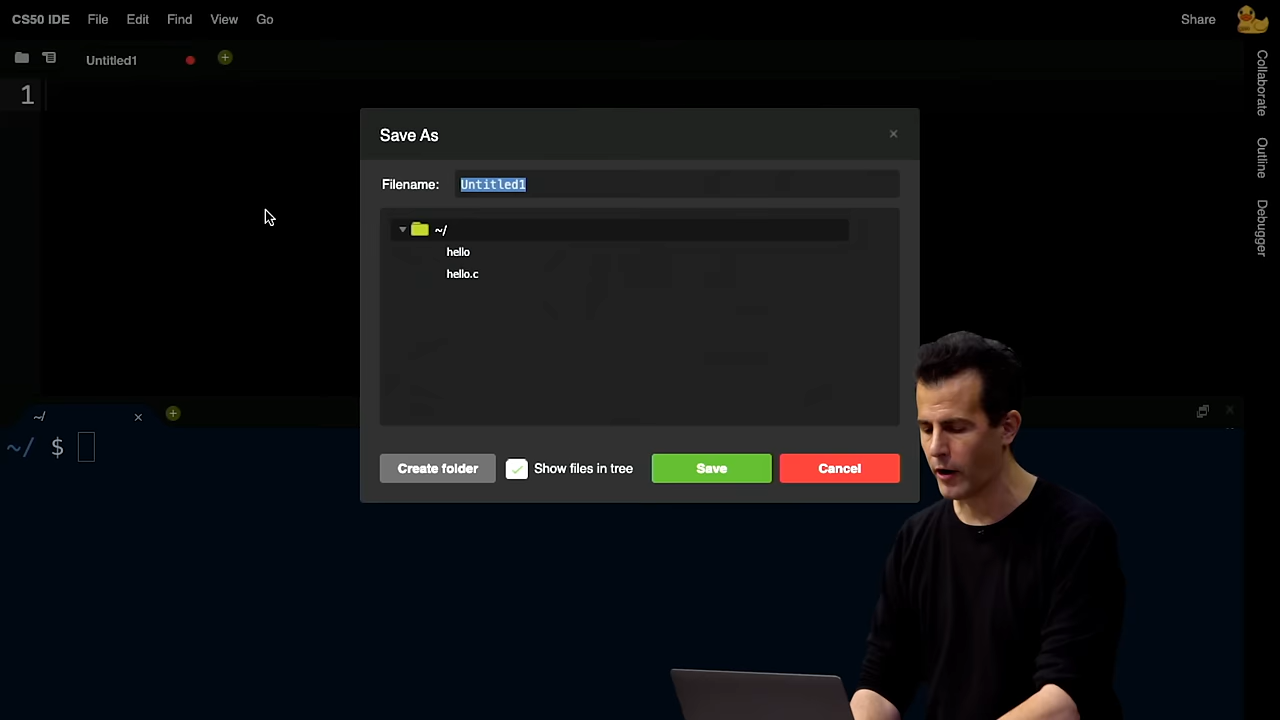 CS50 IDE File Edit Find View Go Share
Untitled1
1
Collaborate
Outline
Debugger
Save As
Filename: Untitled1
~/
hello
hello.c
Create folder Show files in tree Save Cancel
~/
~/ $